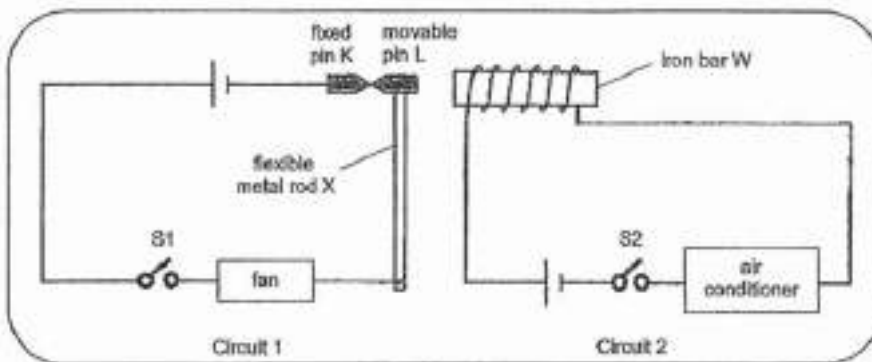 fixed pin K
movable pin L
Iron bar W
flexible metal rod X
S1
fan
S2
air conditioner
Circuit 1
Circuit 2